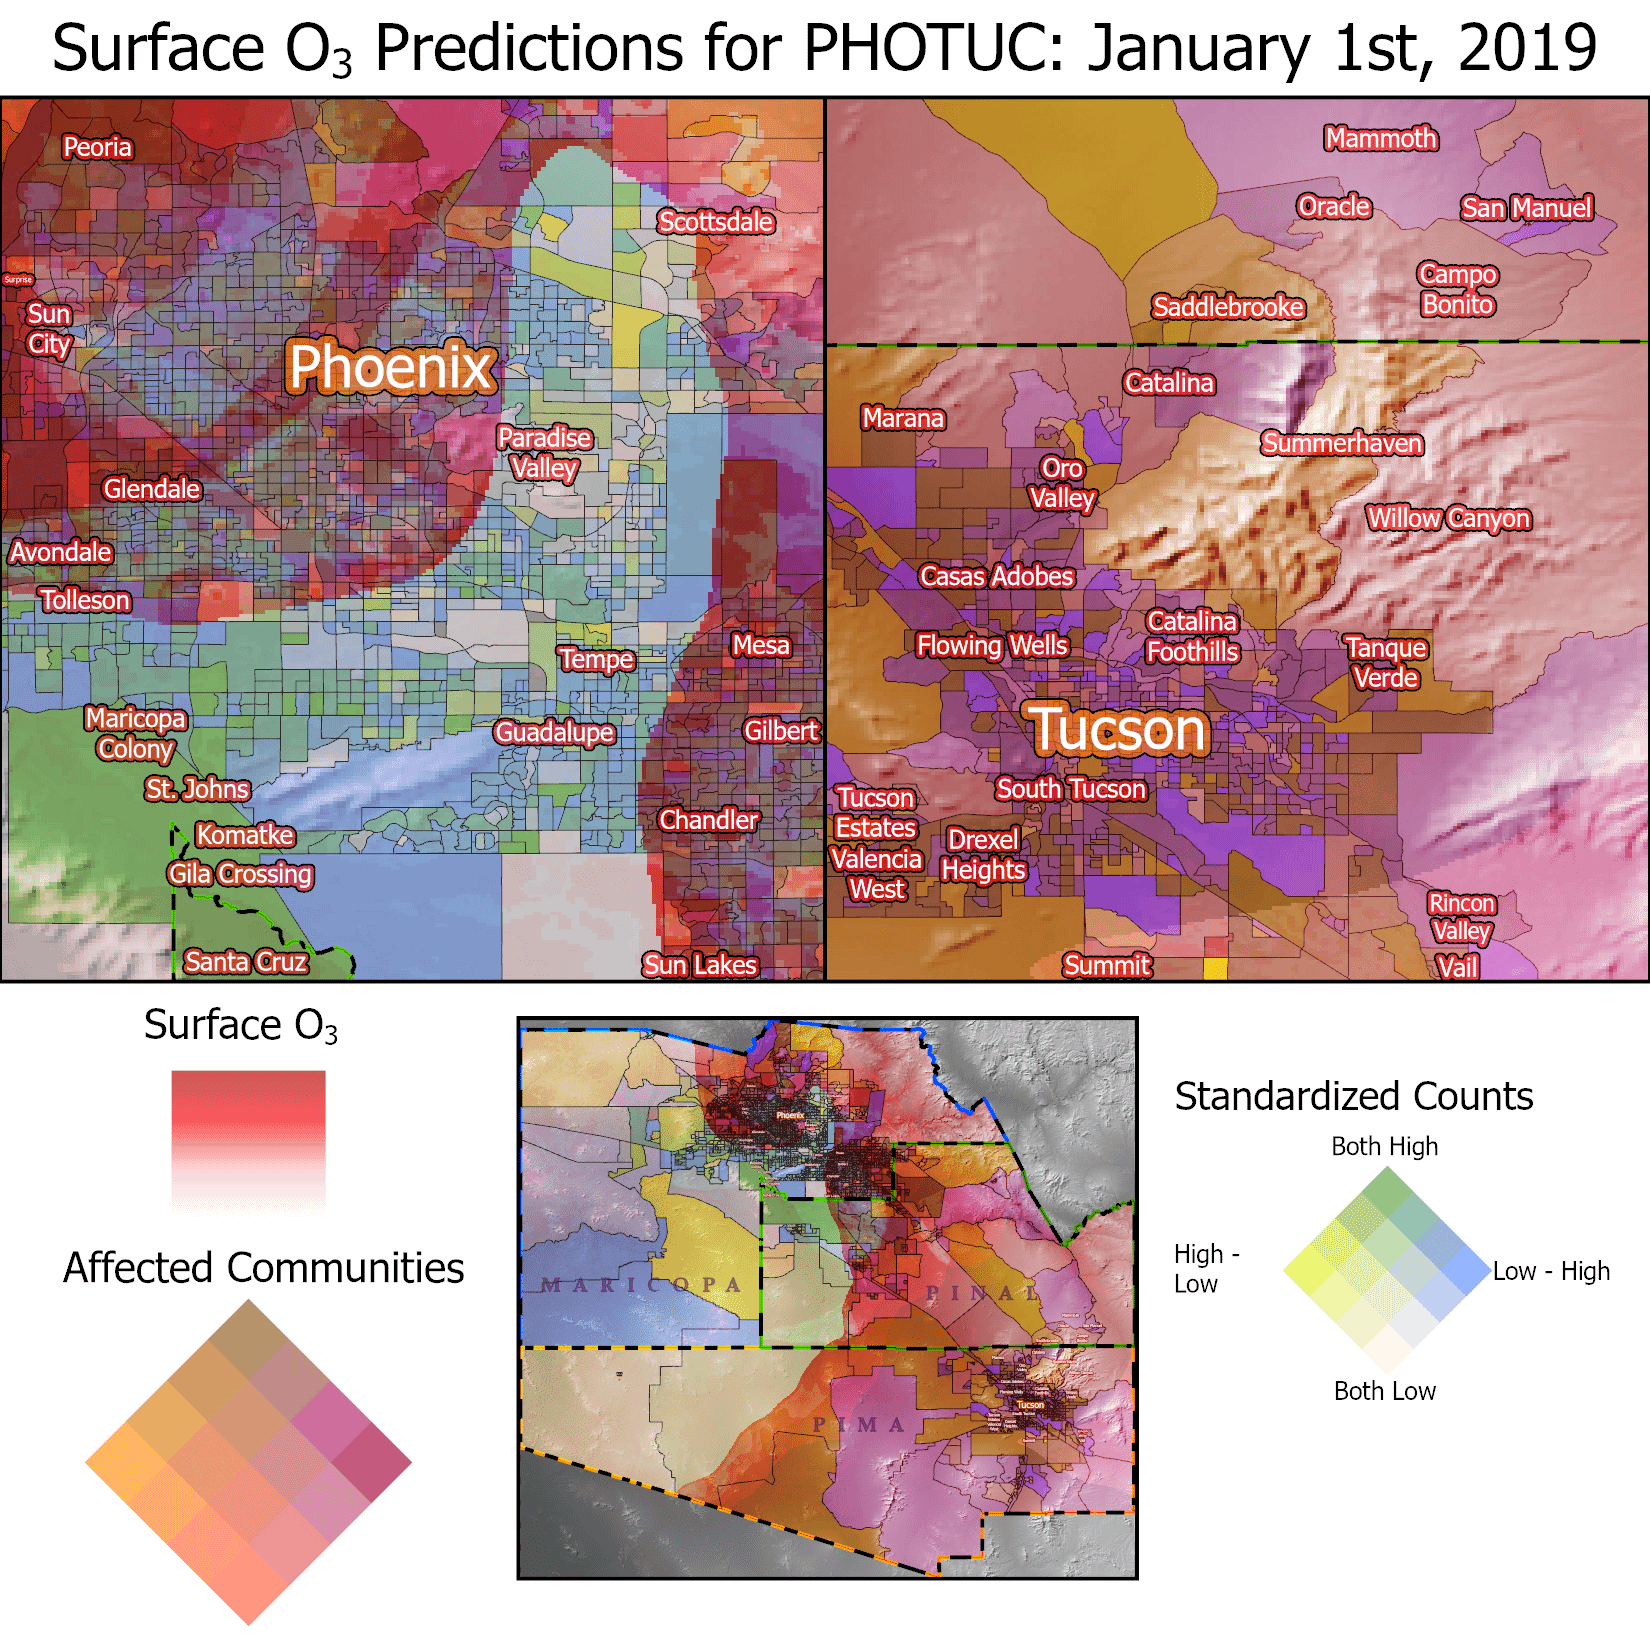 Surface O₃ Predictions for PHOTUC: January 1st, 2019
Peoria
Scottsdale
Surprise
Sun
City
Phoenix
Paradise
Valley
Glendale
Avondale
Tolleson
Mesa
Tempe
Maricopa
Colony
Guadalupe
Gilbert
St. Johns
Chandler
Komatke
Gila Crossing
Santa Cruz
Sun Lakes
Mammoth
Oracle
San Manuel
Campo
Bonito
Saddlebrooke
Catalina
Marana
Summerhaven
Oro
Valley
Willow Canyon
Casas Adobes
Catalina
Foothills
Flowing Wells
Tanque
Verde
Tucson
South Tucson
Tucson
Estates
Valencia
West
Drexel
Heights
Rincon
Valley
Vail
Summit
Surface O₃
Affected Communities
Phoenix
MARICOPA
PINAL
PIMA
Tucson
Standardized Counts
Both High
High -
Low
Low - High
Both Low